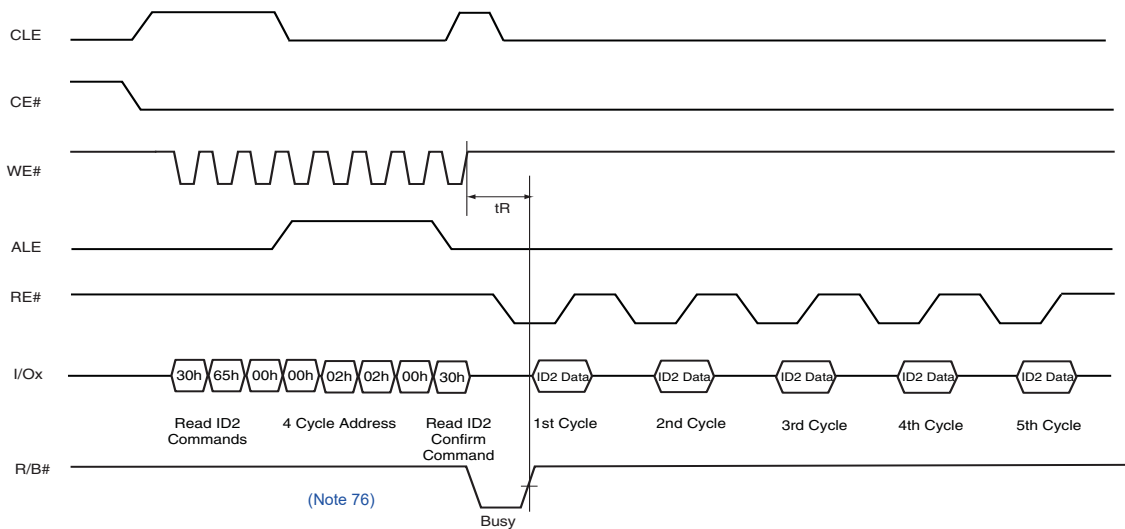 CLE
CE#
WE#
tR
ALE
RE#
I/Ox
30h 65h 00h 00h 02h 02h 00h 30h ID2 Data ID2 Data ID2 Data ID2 Data ID2 Data
Read ID2
Commands
4 Cycle Address
Read ID2
Confirm
Command
1st Cycle
2nd Cycle
3rd Cycle
4th Cycle
5th Cycle
R/B#
(Note 76)
Busy